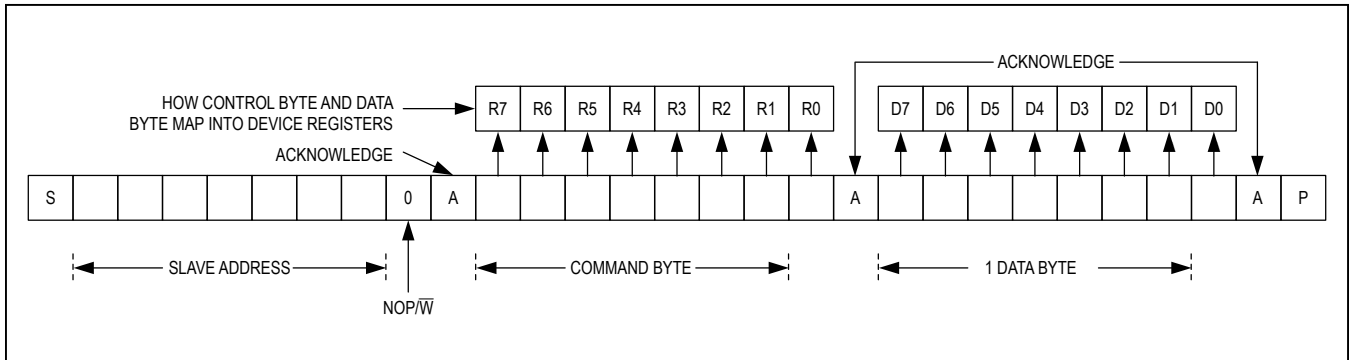 ACKNOWLEDGE
HOW CONTROL BYTE AND DATA
BYTE MAP INTO DEVICE REGISTERS
R7 R6 R5 R4 R3 R2 R1 R0 D7 D6 D5 D4 D3 D2 D1 D0
ACKNOWLEDGE
S 0 A A A P
SLAVE ADDRESS COMMAND BYTE 1 DATA BYTE
NOP/W̅